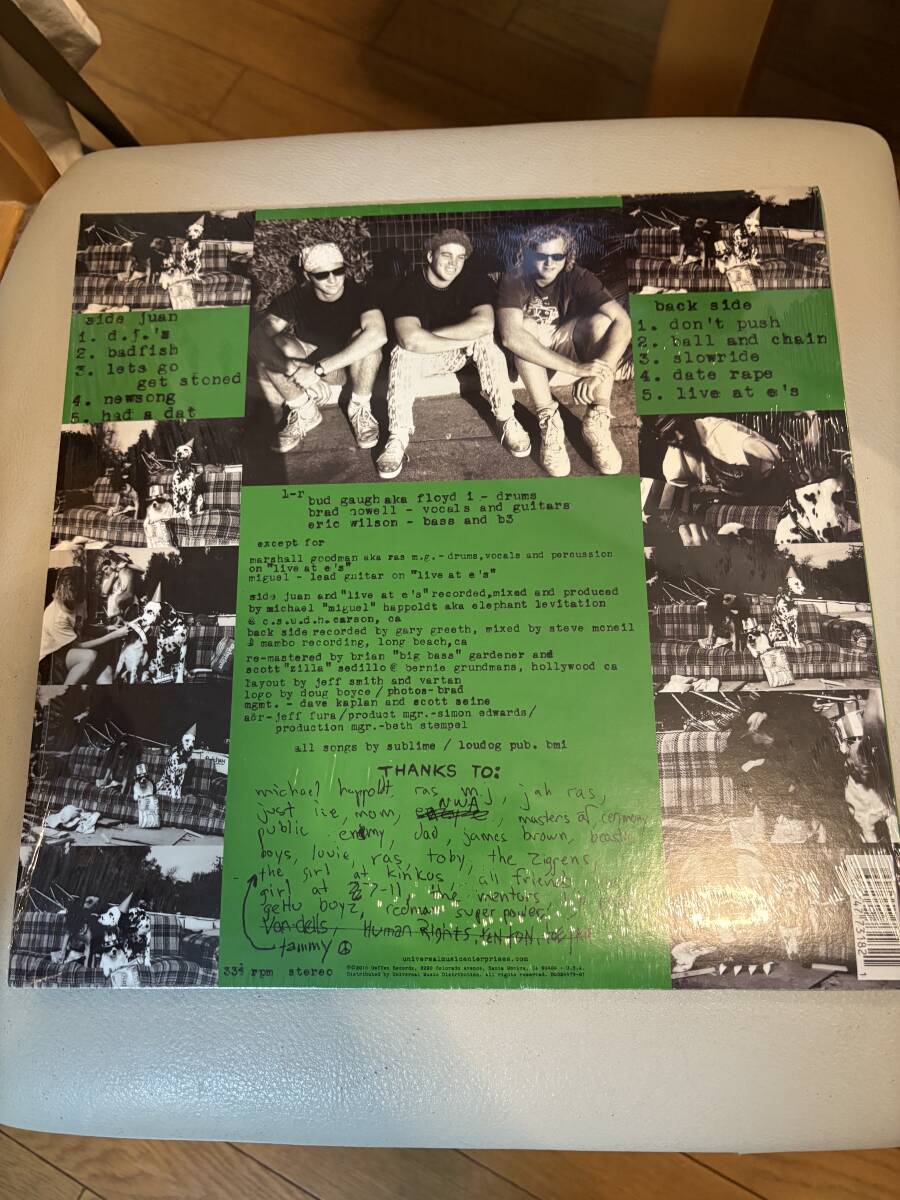 side juan
1. d.j.'s
2. badfish
3. lets go
get stoned
4. newsong
5. had a dat
back side
1. don't push
2. ball and chain
3. slowride
4. date rape
5. live at e's
l-r
bud gaugh aka floyd i - drums
brad nowell - vocals and guitars
eric wilson - bass and b3
except for
marshall goodman aka ras m.g. - drums, vocals and percussion
on "live at e's"
miguel - lead guitar on "live at e's"
side juan and "live at e's" recorded, mixed and produced
by michael "miguel" happoldt aka elephant levitation
@ c.s.u.d.h. carson, ca
back side recorded by gary greeth, mixed by steve mcneil
@ mambo recording, long beach, ca
re-mastered by brian "big bass" gardener and
scott "zilla" sedillo @ bernie grundmans, hollywood ca
layout by jeff smith and vartan
logo by doug boyce / photos- brad
mgmt. - dave kaplan and scott seine
a&r- jeff fura/product mgr.-simon edwards/
production mgr.-beth stempel
all songs by sublime / loudog pub. bmi
THANKS TO:
michael happoldt, ras m.j, jah ras,
just ice, mom, NWA, masters of cermony
public enemy, dad, james brown, beastie
boys, louie, ras, toby, the Ziggens,
the girl at kinkos, all friends
girl at 7-11, the mentors
getto boyz, redman, super powder,
Von-dells, Human Rights,
tammy
universalmusicenterprises.com
33⅓ rpm stereo